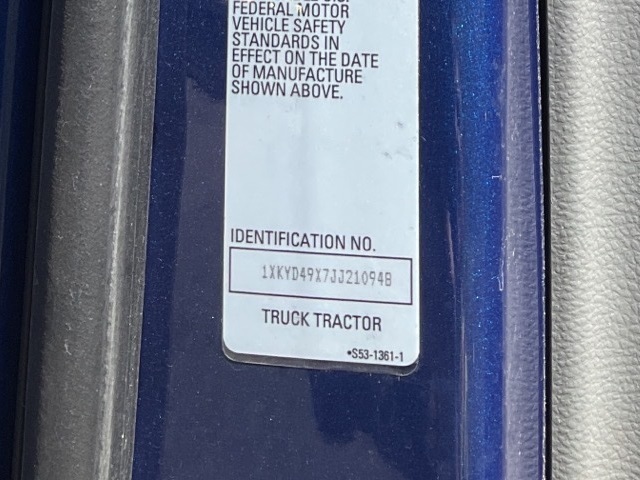 FEDERAL MOTOR
VEHICLE SAFETY
STANDARDS IN
EFFECT ON THE DATE
OF MANUFACTURE
SHOWN ABOVE.
IDENTIFICATION NO.
1XKYD49X7JJ210948
TRUCK TRACTOR
•S53-1361-1